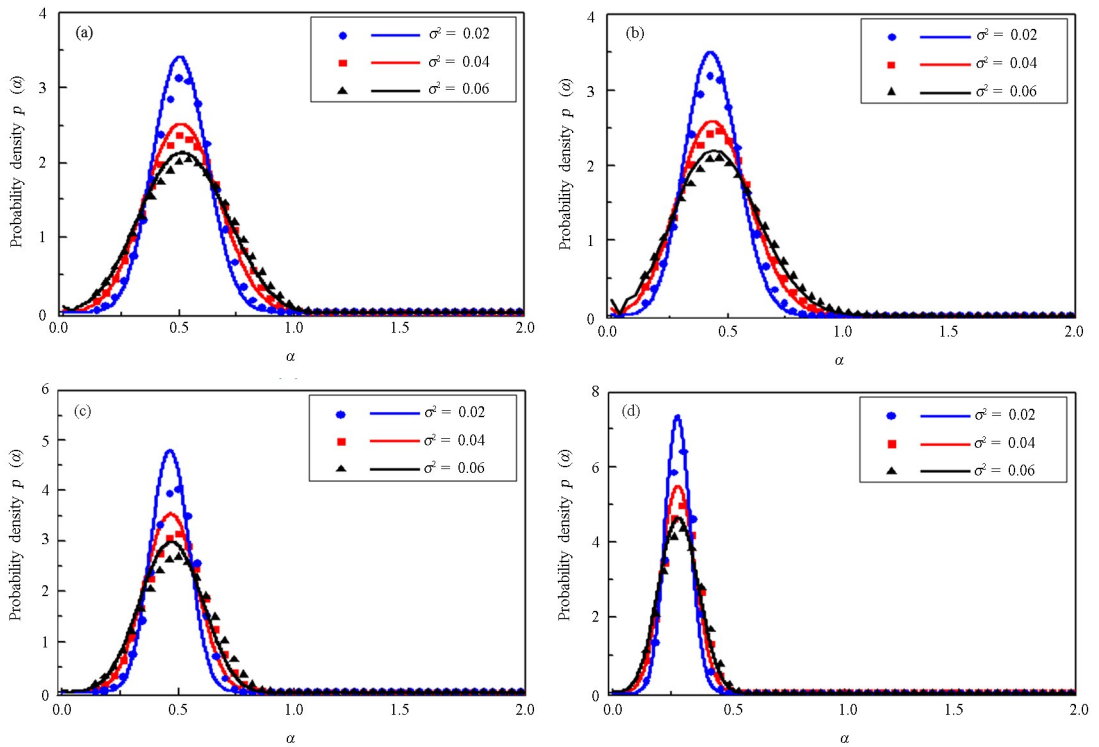 (a)
σ² = 0.02
σ² = 0.04
σ² = 0.06
Probability density p (α)
4
3
2
1
0
0.0
0.5
1.0
1.5
2.0
α
(b)
σ² = 0.02
σ² = 0.04
σ² = 0.06
Probability density p (α)
4
3
2
1
0
0.0
0.5
1.0
1.5
2.0
α
(c)
σ² = 0.02
σ² = 0.04
σ² = 0.06
Probability density p (α)
6
5
4
3
2
1
0
0.0
0.5
1.0
1.5
2.0
α
(d)
σ² = 0.02
σ² = 0.04
σ² = 0.06
Probability density p (α)
8
6
4
2
0
0.0
0.5
1.0
1.5
2.0
α